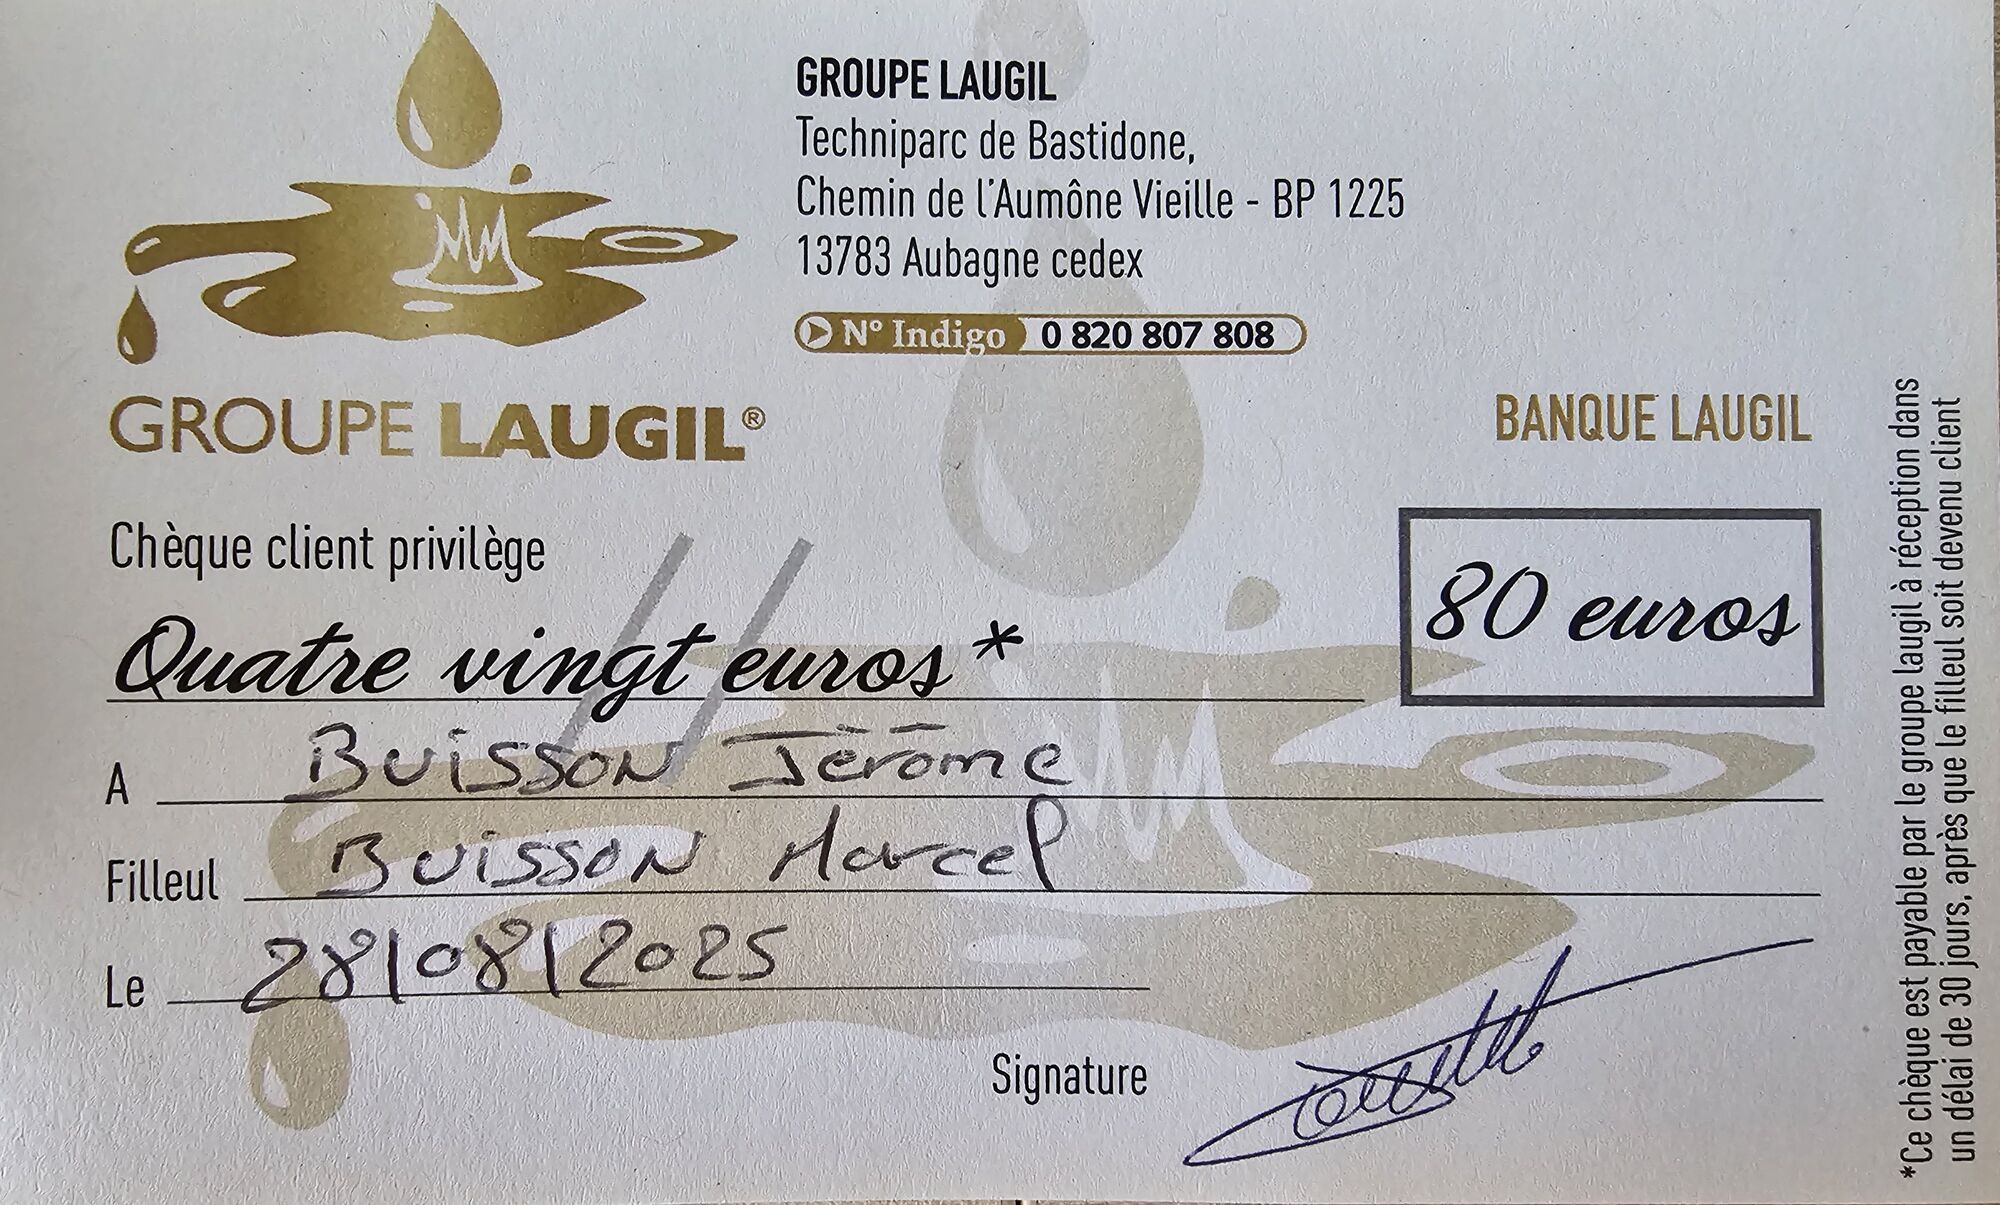 GROUPE LAUGIL
Techniparc de Bastidone,
Chemin de l'Aumône Vieille - BP 1225
13783 Aubagne cedex
N° Indigo 0 820 807 808
GROUPE LAUGIL®
BANQUE LAUGIL
Chèque client privilège
Quatre vingt euros *
80 euros
A BUISSON Jérôme
Filleul BUISSON Marcel
Le 28/08/2025
Signature
*Ce chèque est payable par le groupe laugil à réception dans
un délai de 30 jours, après que le filleul soit devenu client